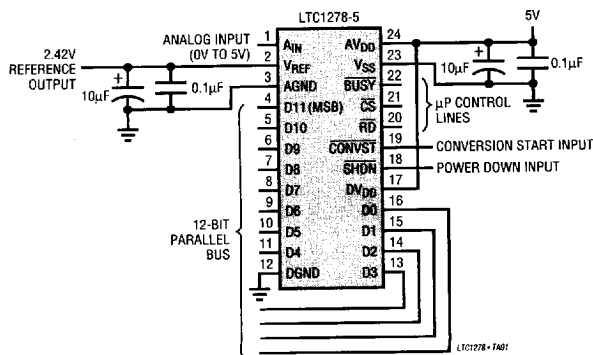 LTC1278-5
5V
ANALOG INPUT
(0V TO 5V)
2.42V
REFERENCE
OUTPUT
10µF
0.1µF
1 AIN
2 VREF
3 AGND
4 D11(MSB)
5 D10
6 D9
7 D8
8 D7
9 D6
10 D5
11 D4
12 DGND
12-BIT
PARALLEL
BUS
AVDD 24
VSS 23
BUSY 22
CS 21
RD 20
CONVST 19
SHDN 18
DVDD 17
D0 16
D1 15
D2 14
D3 13
10µF
0.1µF
µP CONTROL
LINES
CONVERSION START INPUT
POWER DOWN INPUT
LTC1278 • TA01